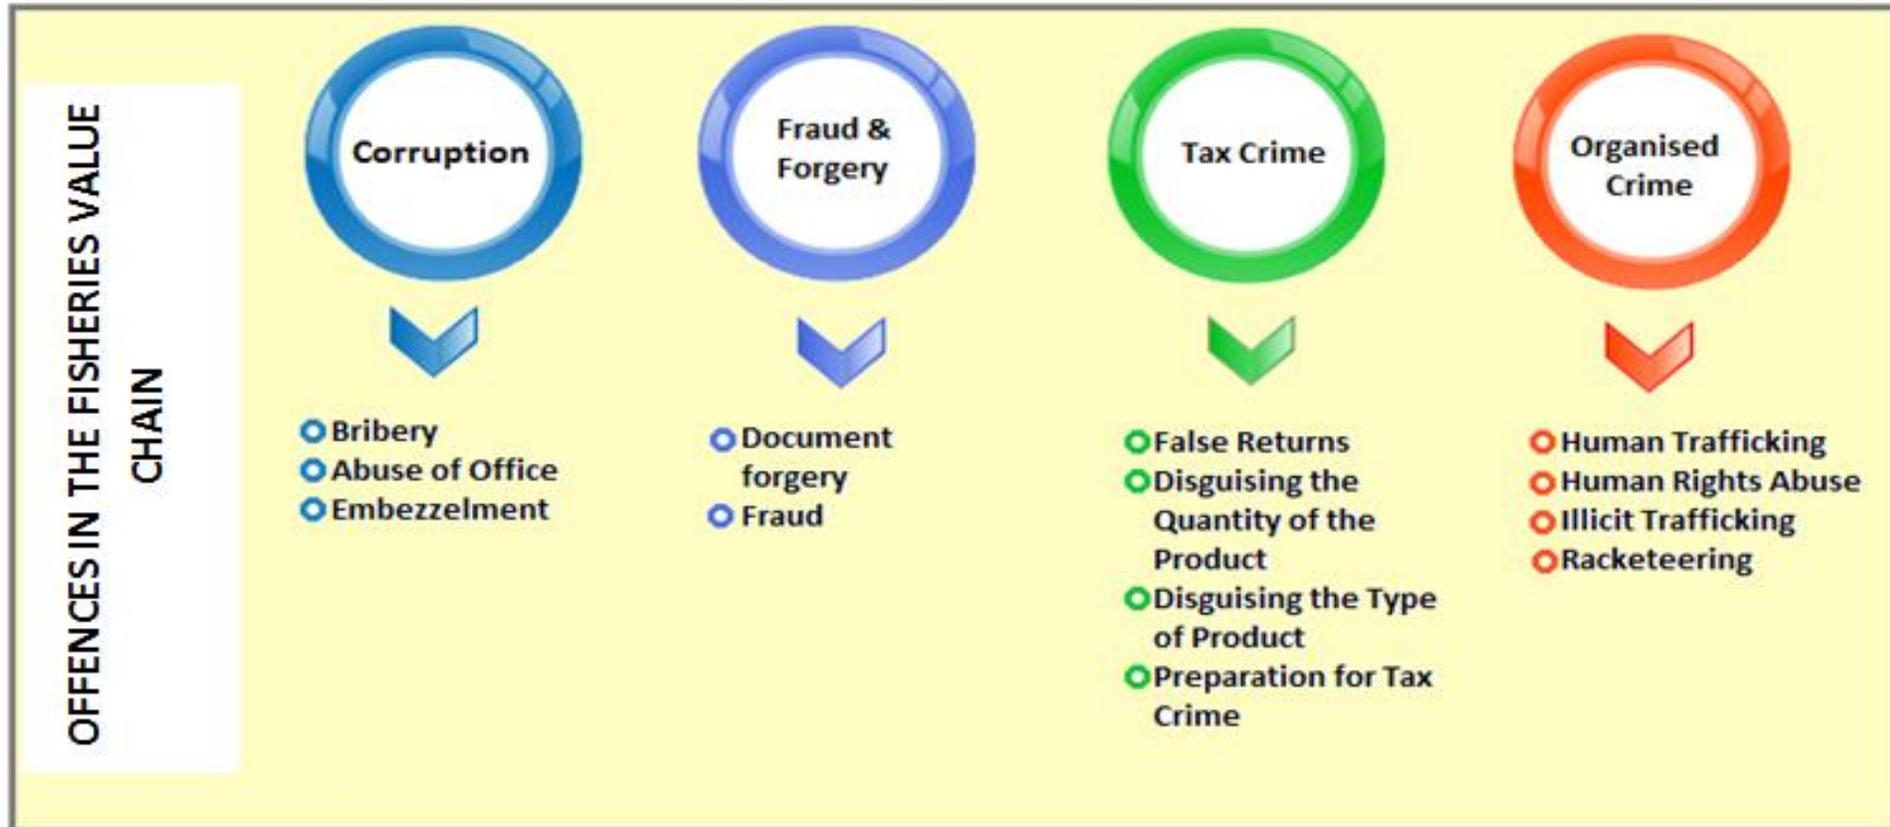 OFFENCES IN THE FISHERIES VALUE
CHAIN
Corruption
Bribery
Abuse of Office
Embezzelment
Fraud &
Forgery
Document
forgery
Fraud
Tax Crime
False Returns
Disguising the
Quantity of the
Product
Disguising the Type
of Product
Preparation for Tax
Crime
Organised
Crime
Human Trafficking
Human Rights Abuse
Illicit Trafficking
Racketeering